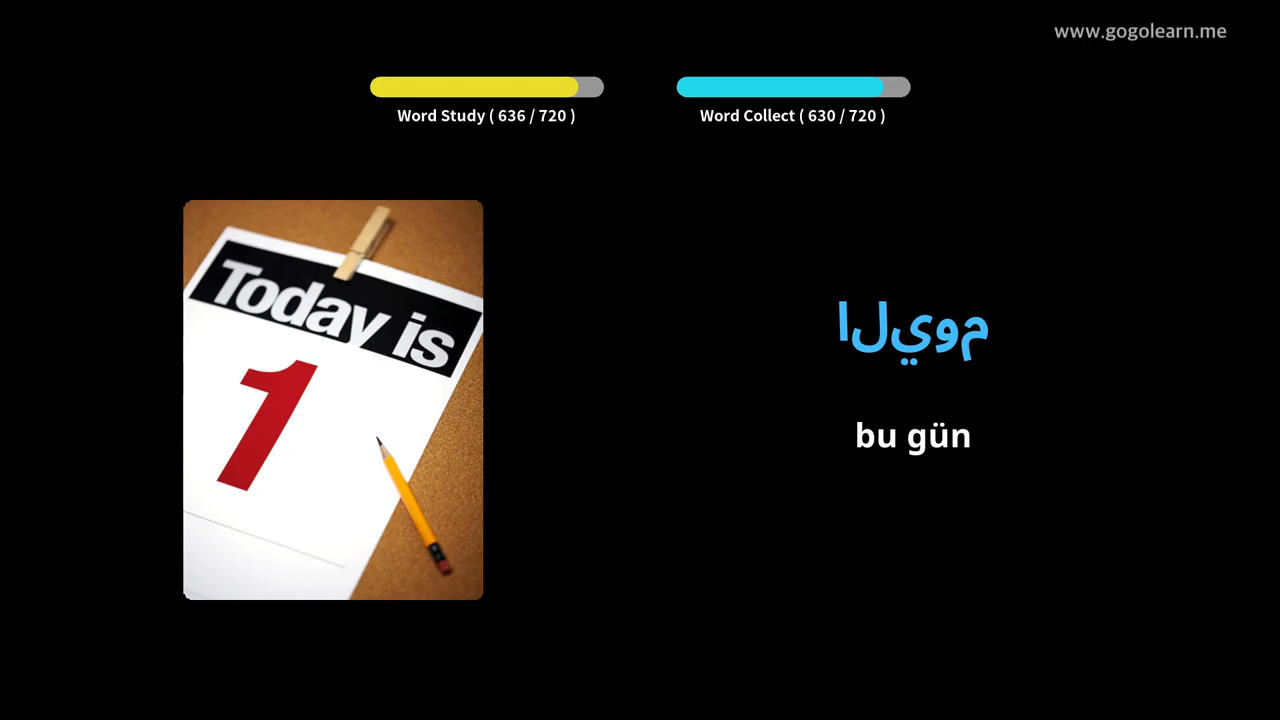 www.gogolearn.me
Word Study ( 636 / 720 )
Word Collect ( 630 / 720 )
Today is
1
اليوم
bu gün